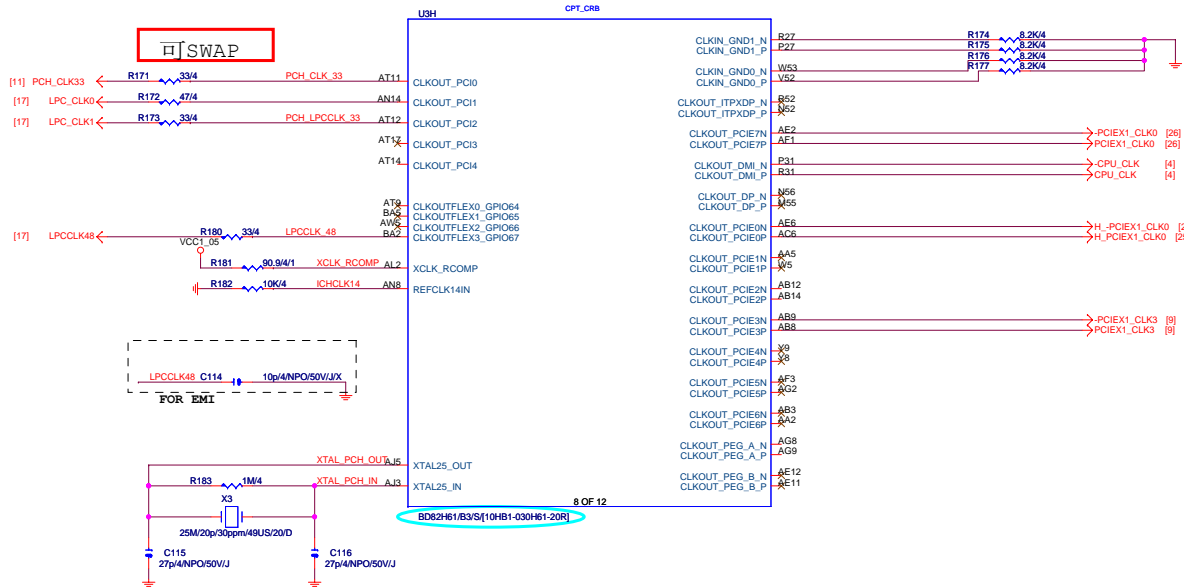 CPT_CRB
U3H
可SWAP
[11] PCH_CLK33 R171 33/4 PCH_CLK_33 AT11 CLKOUT_PCI0
[17] LPC_CLK0 R172 47/4 AN14 CLKOUT_PCI1
[17] LPC_CLK1 R173 33/4 PCH_LPCCLK_33 AT12 CLKOUT_PCI2
AT17 CLKOUT_PCI3
AT14 CLKOUT_PCI4
AT9 CLKOUTFLEX0_GPIO64
BA5 CLKOUTFLEX1_GPIO65
AW5 CLKOUTFLEX2_GPIO66
[17] LPCCLK48 R180 33/4 LPCCLK_48 BA2 CLKOUTFLEX3_GPIO67
VCC1_05
R181 90.9/4/1 XCLK_RCOMP AL2 XCLK_RCOMP
R182 10K/4 ICHCLK14 AN8 REFCLK14IN
LPCCLK48 C114 10p/4/NPO/50V/J/X
FOR EMI
XTAL_PCH_OUT AJ5 XTAL25_OUT
R183 1M/4 XTAL_PCH_IN AJ3 XTAL25_IN
X3
25M/20p/30ppm/49US/20/D
C115
27p/4/NPO/50V/J
C116
27p/4/NPO/50V/J
CLKIN_GND1_N R27 R174 8.2K/4
CLKIN_GND1_P P27 R175 8.2K/4
R176 8.2K/4
CLKIN_GND0_N W53 R177 8.2K/4
CLKIN_GND0_P V52
CLKOUT_ITPXDP_N R52
CLKOUT_ITPXDP_P N52
CLKOUT_PCIE7N AE2 -PCIEX1_CLK0 [26]
CLKOUT_PCIE7P AF1 PCIEX1_CLK0 [26]
CLKOUT_DMI_N P31 -CPU_CLK [4]
CLKOUT_DMI_P R31 CPU_CLK [4]
CLKOUT_DP_N N56
CLKOUT_DP_P M55
CLKOUT_PCIE0N AE6 H_-PCIEX1_CLK0
CLKOUT_PCIE0P AC6 H_PCIEX1_CLK0
CLKOUT_PCIE1N AA5
CLKOUT_PCIE1P W5
CLKOUT_PCIE2N AB12
CLKOUT_PCIE2P AB14
CLKOUT_PCIE3N AB9 -PCIEX1_CLK3 [9]
CLKOUT_PCIE3P AB8 PCIEX1_CLK3 [9]
CLKOUT_PCIE4N Y9
CLKOUT_PCIE4P Y8
CLKOUT_PCIE5N AF3
CLKOUT_PCIE5P AG2
CLKOUT_PCIE6N AB3
CLKOUT_PCIE6P AA2
CLKOUT_PEG_A_N AG8
CLKOUT_PEG_A_P AG9
CLKOUT_PEG_B_N AE12
CLKOUT_PEG_B_P AE11
8 OF 12
BD82H61/B3/S/[10HB1-030H61-20R]